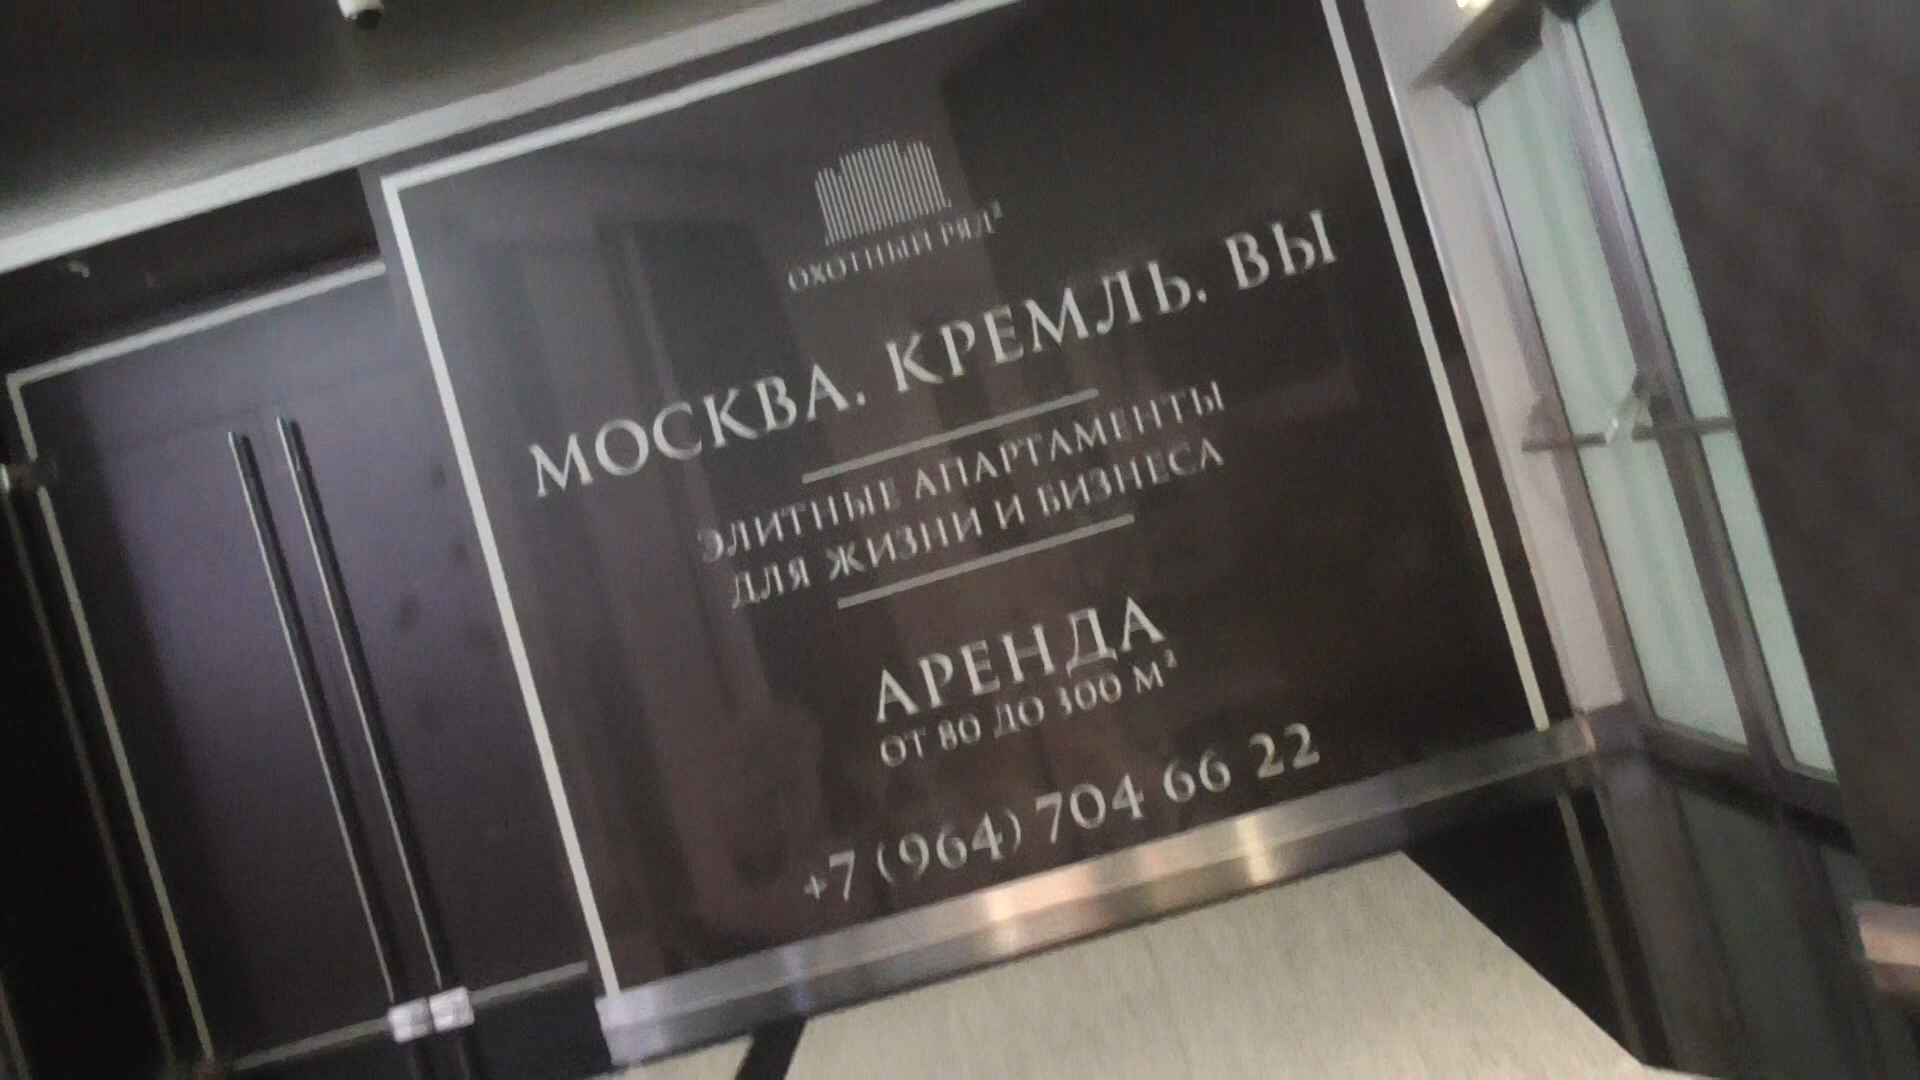 ОХОТНЫЙ РЯД²
МОСКВА. КРЕМЛЬ. ВЫ
ЭЛИТНЫЕ АПАРТАМЕНТЫ
ДЛЯ ЖИЗНИ И БИЗНЕСА
АРЕНДА
ОТ 80 ДО 300 М²
+7 (964) 704 66 22